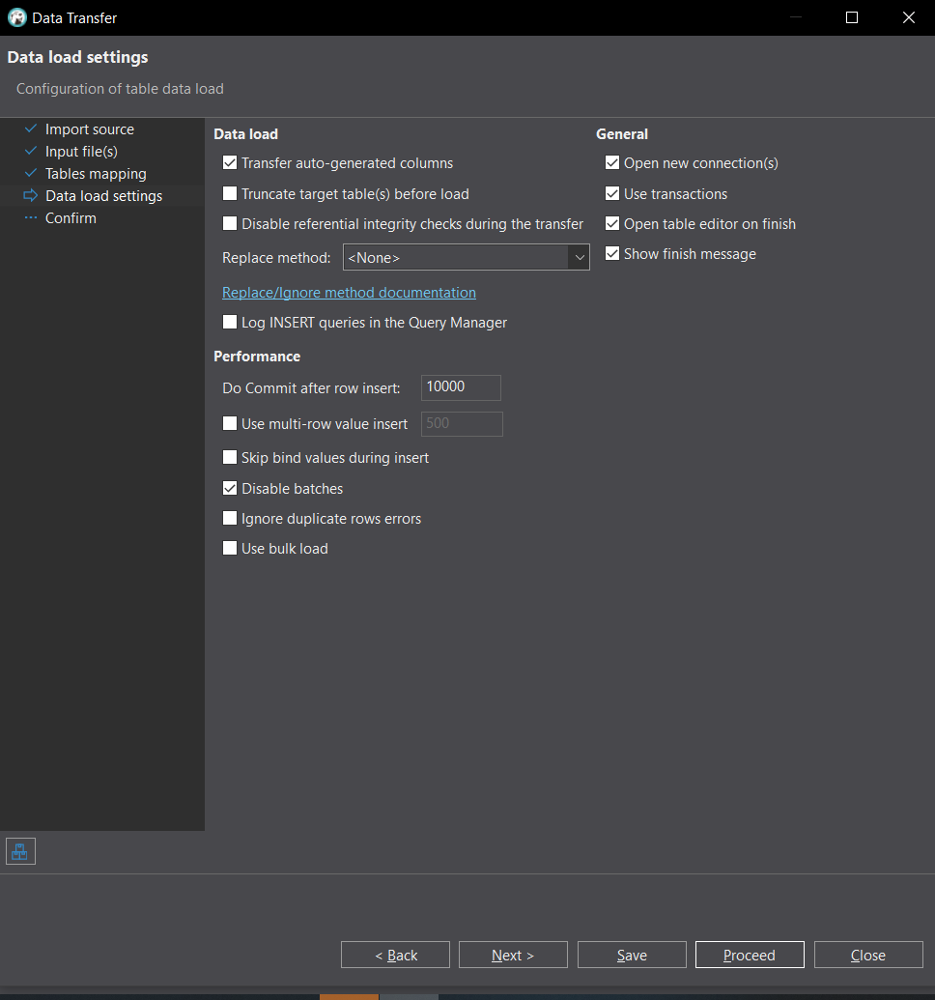 Data Transfer
Data load settings
Configuration of table data load
Import source
Input file(s)
Tables mapping
Data load settings
Confirm
Data load
Transfer auto-generated columns
Truncate target table(s) before load
Disable referential integrity checks during the transfer
Replace method: <None>
Replace/Ignore method documentation
Log INSERT queries in the Query Manager
Performance
Do Commit after row insert: 10000
Use multi-row value insert 500
Skip bind values during insert
Disable batches
Ignore duplicate rows errors
Use bulk load
General
Open new connection(s)
Use transactions
Open table editor on finish
Show finish message
< Back
Next >
Save
Proceed
Close